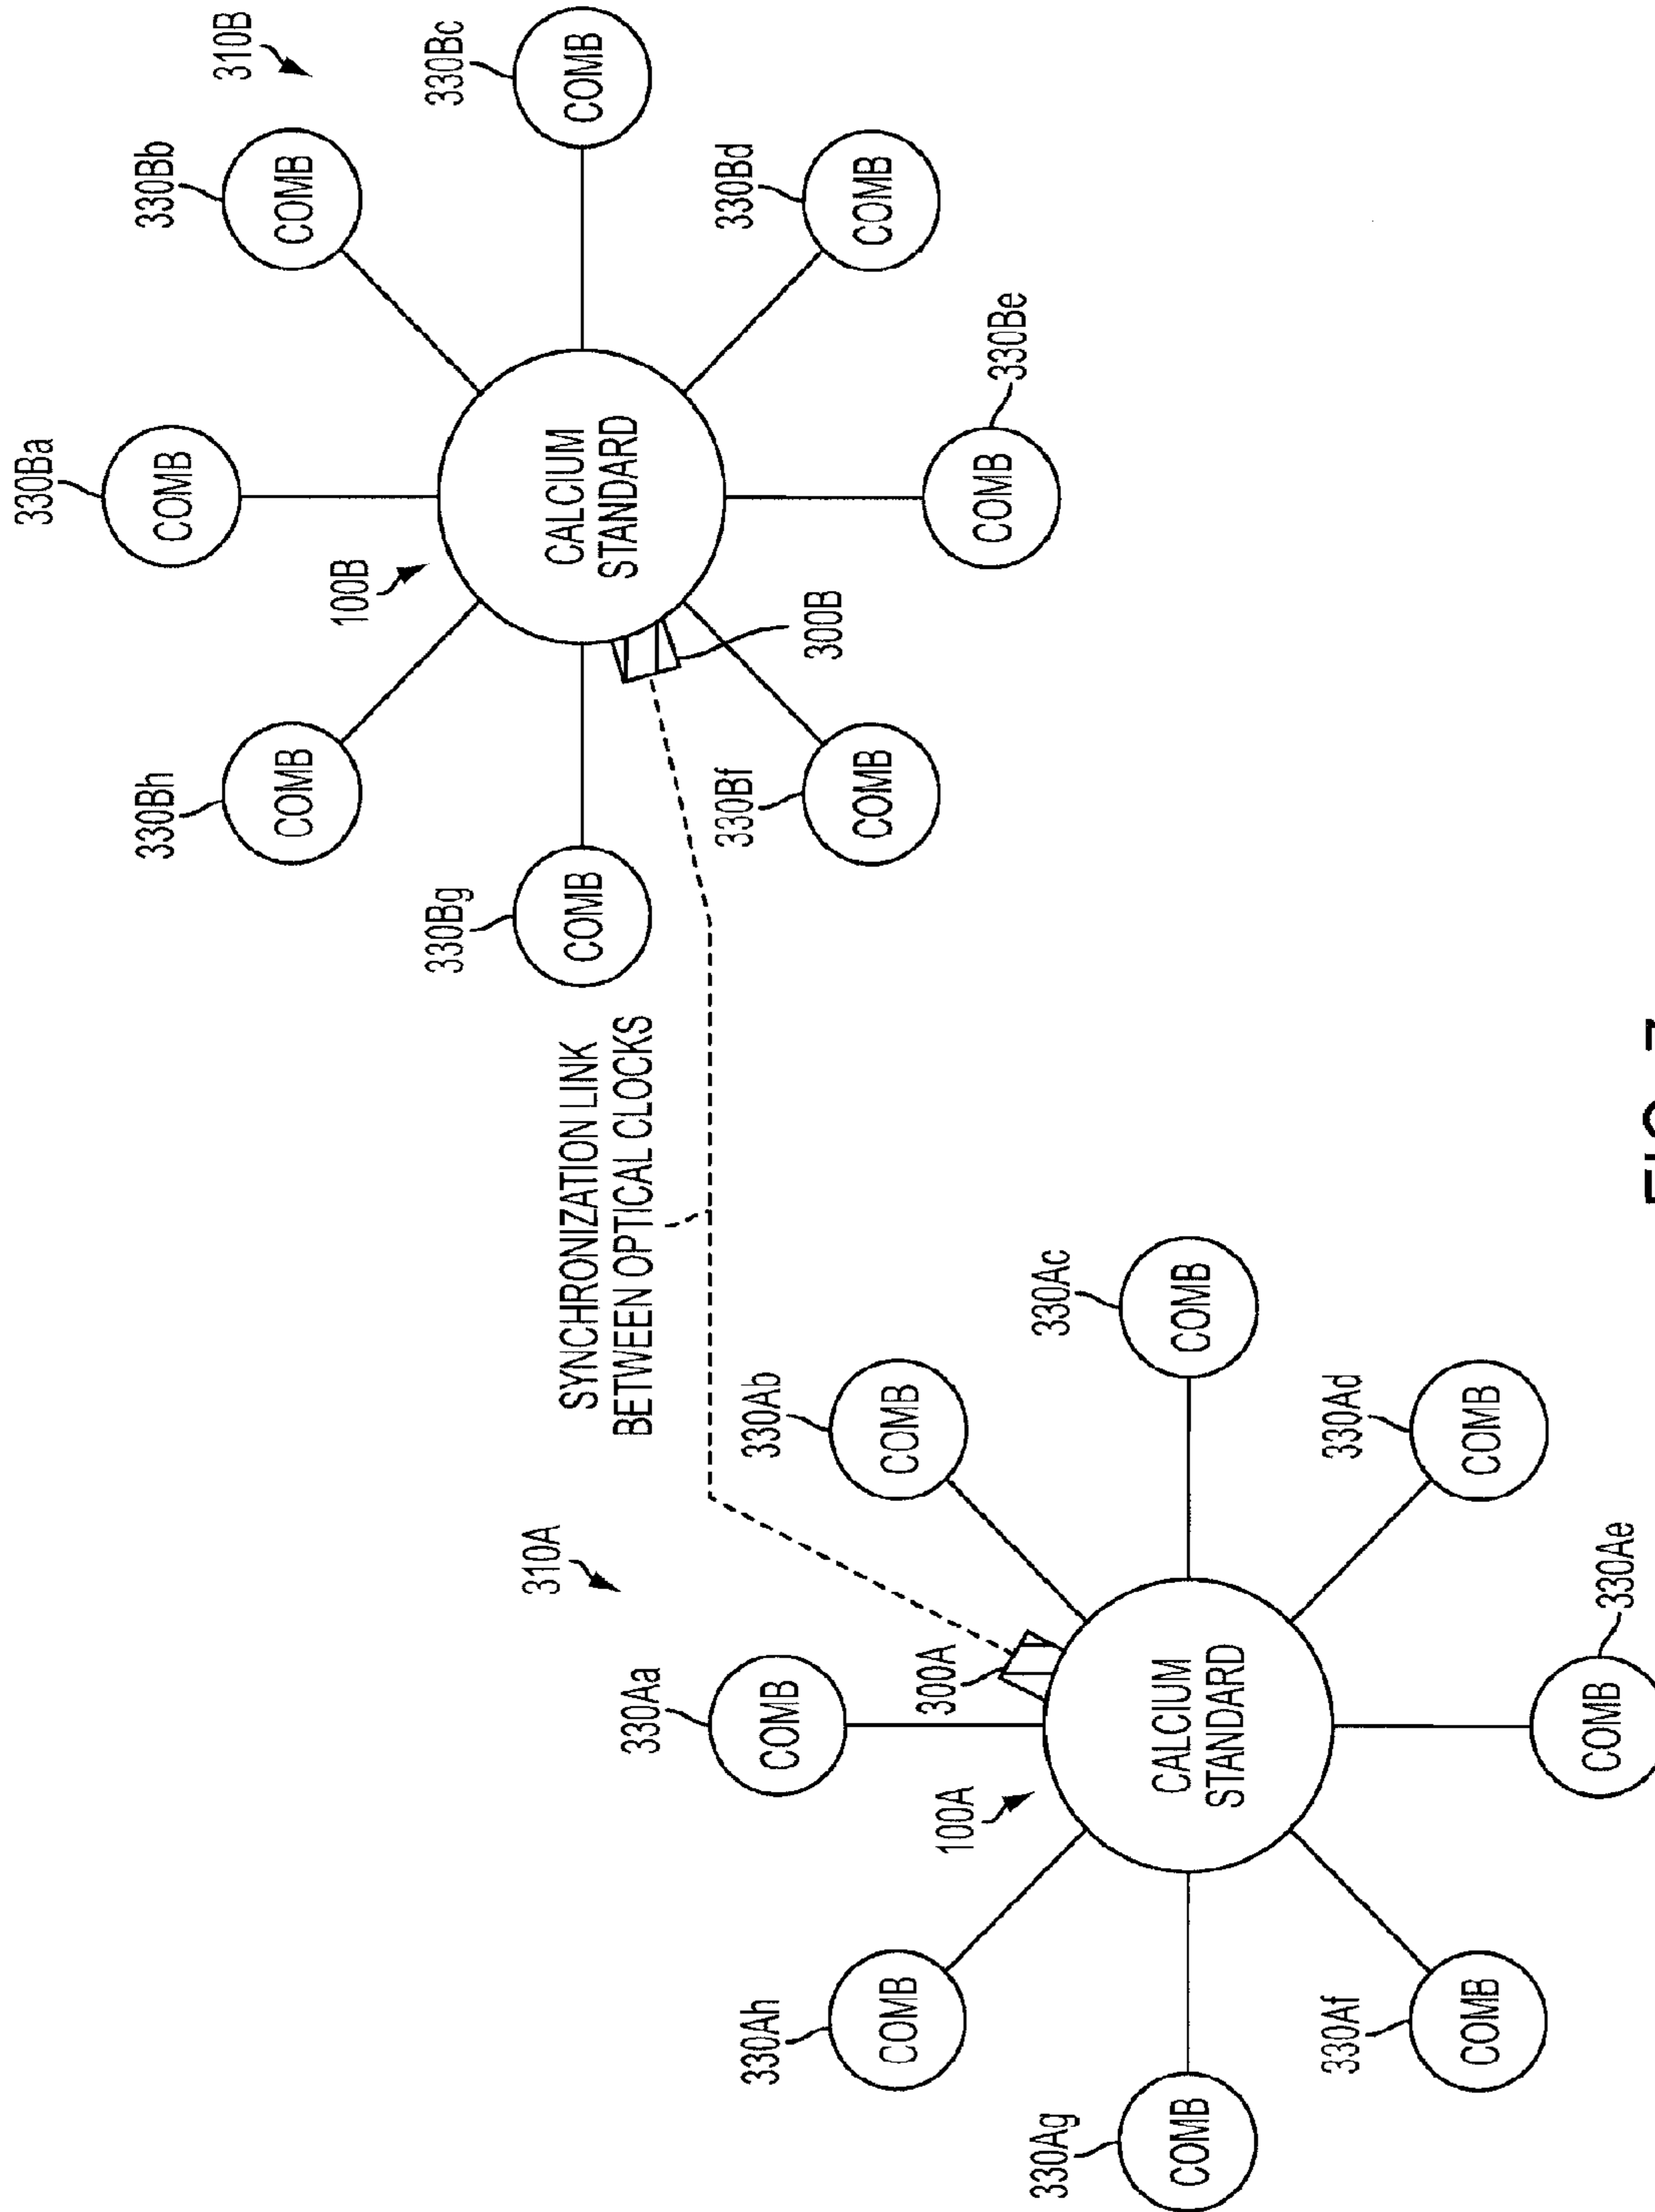 310B
330Ba
330Bb
330Bc
330Bd
330Be
330Bf
330Bg
330Bh
COMB
COMB
COMB
COMB
COMB
COMB
COMB
COMB
100B
CALCIUM
STANDARD
300B
SYNCHRONIZATION LINK
BETWEEN OPTICAL CLOCKS
310A
330Aa
330Ab
330Ac
330Ad
330Ae
330Af
330Ag
330Ah
COMB
COMB
COMB
COMB
COMB
COMB
COMB
COMB
100A
CALCIUM
STANDARD
300A